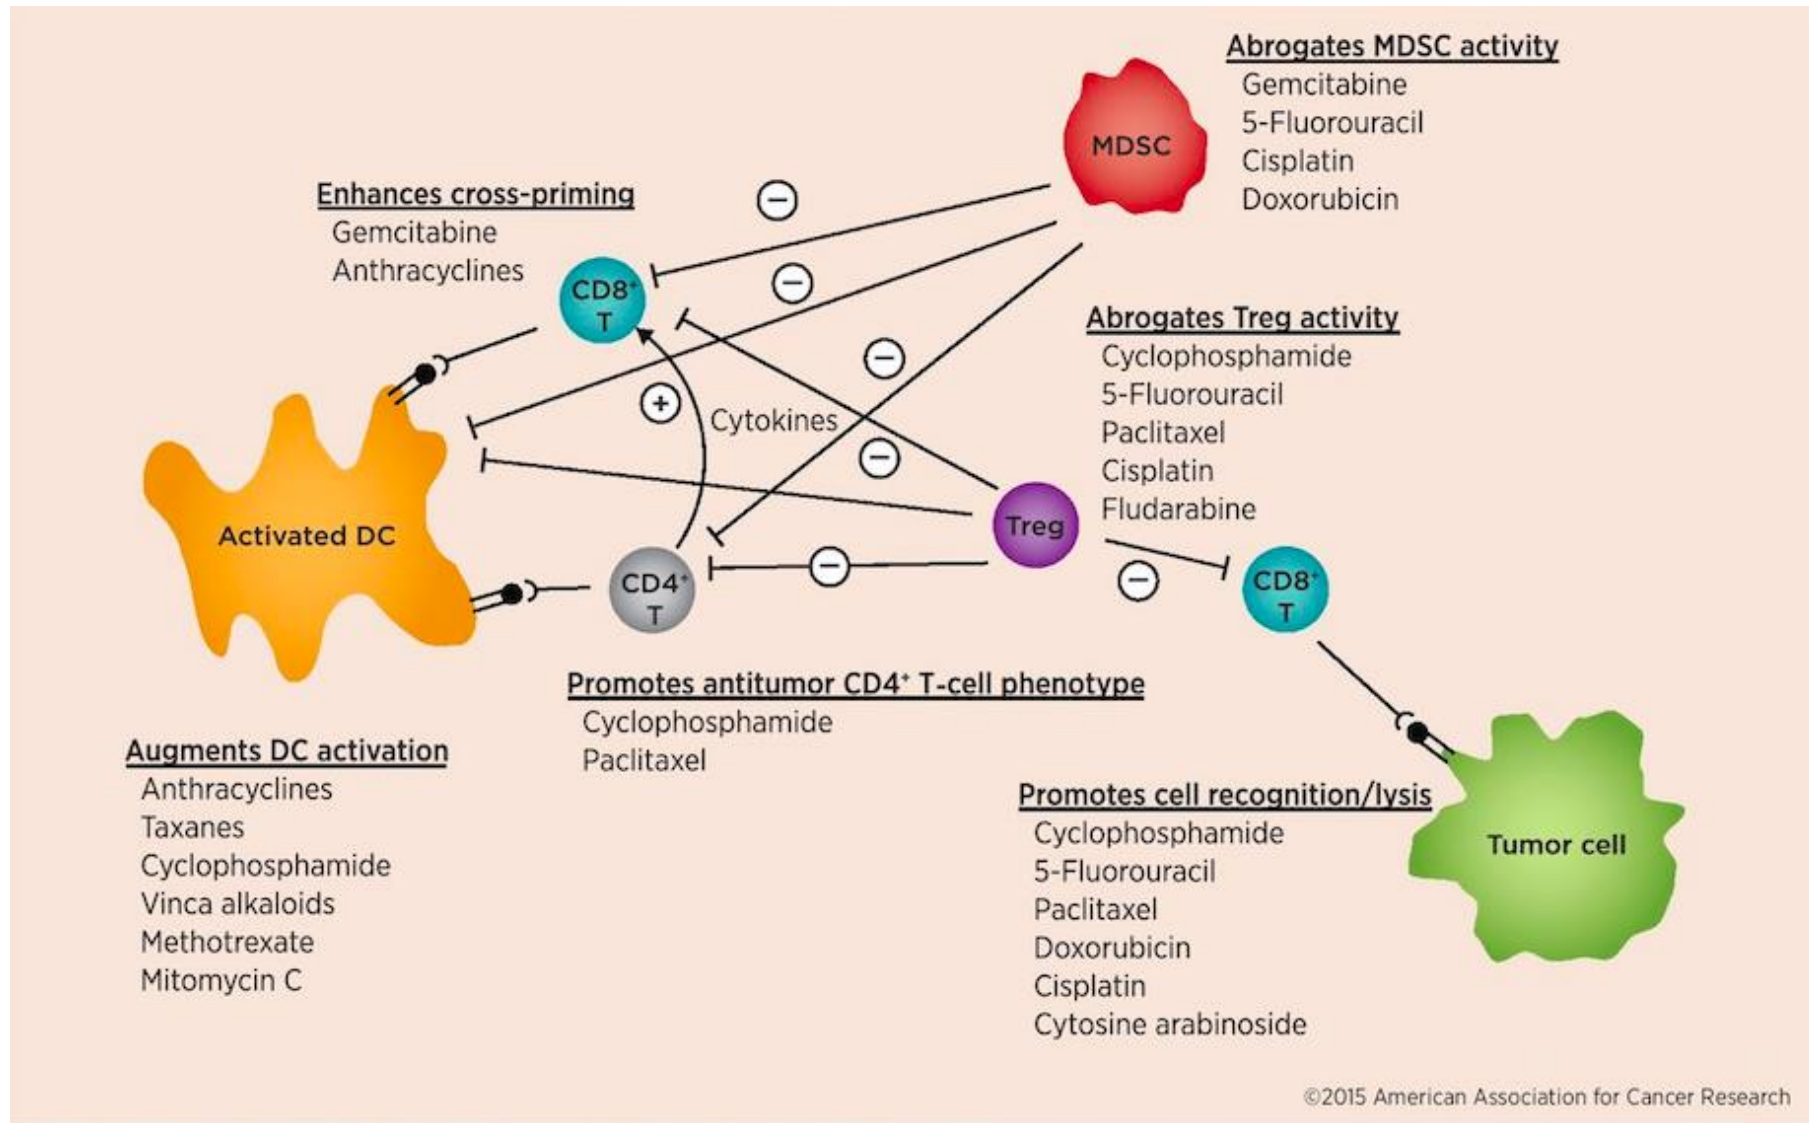 Abrogates MDSC activity
Gemcitabine
5-Fluorouracil
Cisplatin
Doxorubicin
MDSC
Enhances cross-priming
Gemcitabine
Anthracyclines
CD8⁺
T
−
−
−
−
−
−
+
Cytokines
Abrogates Treg activity
Cyclophosphamide
5-Fluorouracil
Paclitaxel
Cisplatin
Fludarabine
Activated DC
Treg
CD4⁺
T
CD8⁺
T
Promotes antitumor CD4⁺ T-cell phenotype
Cyclophosphamide
Paclitaxel
Augments DC activation
Anthracyclines
Taxanes
Cyclophosphamide
Vinca alkaloids
Methotrexate
Mitomycin C
Promotes cell recognition/lysis
Cyclophosphamide
5-Fluorouracil
Paclitaxel
Doxorubicin
Cisplatin
Cytosine arabinoside
Tumor cell
©2015 American Association for Cancer Research